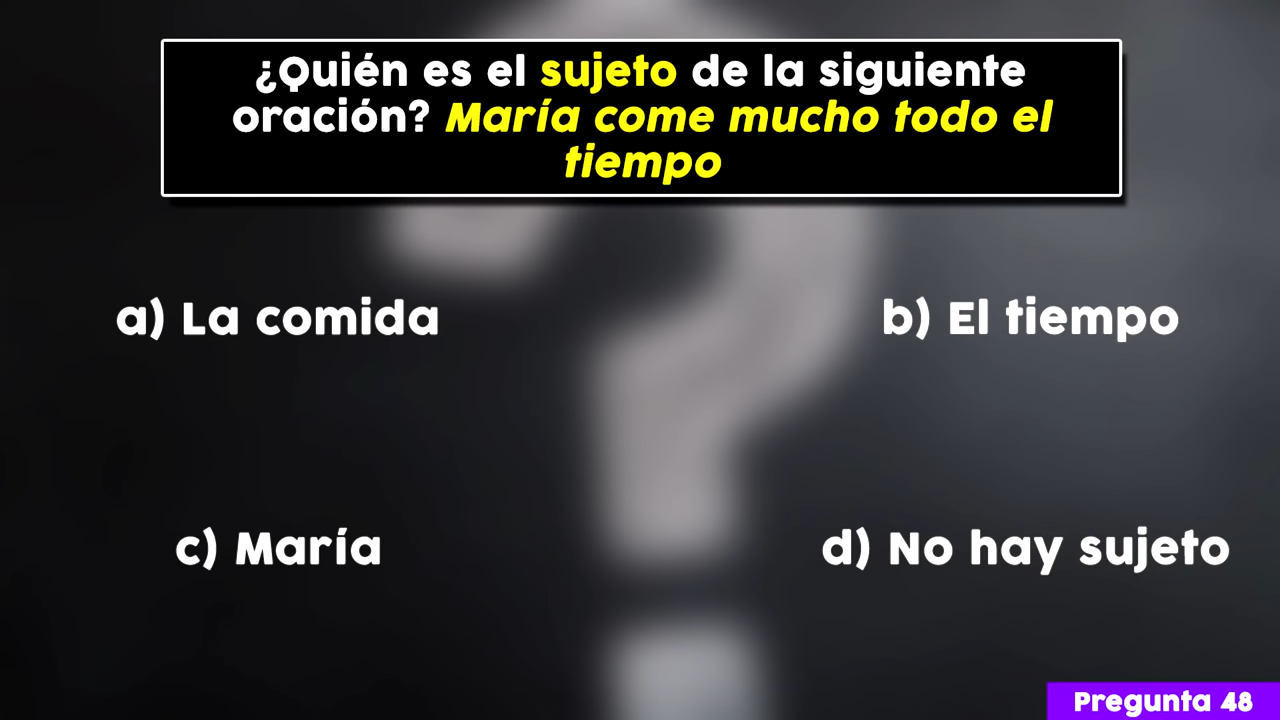 ¿Quién es el sujeto de la siguiente
oración? María come mucho todo el
tiempo
a) La comida
b) El tiempo
c) María
d) No hay sujeto
Pregunta 48